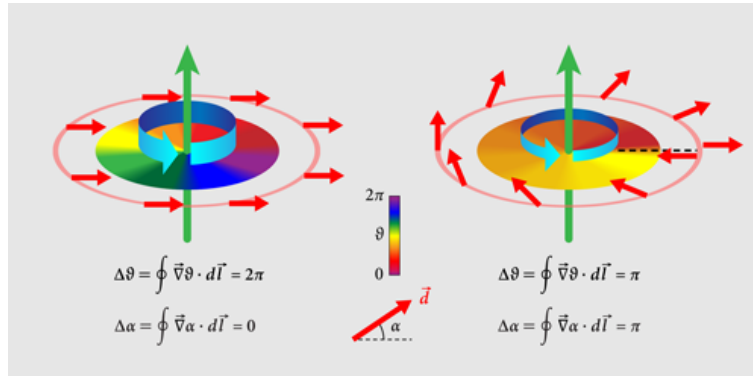 2π
ϑ
0
Δϑ = ∮ ∇⃗ϑ · dl⃗ = 2π
Δα = ∮ ∇⃗α · dl⃗ = 0
d⃗
α
Δϑ = ∮ ∇⃗ϑ · dl⃗ = π
Δα = ∮ ∇⃗α · dl⃗ = π